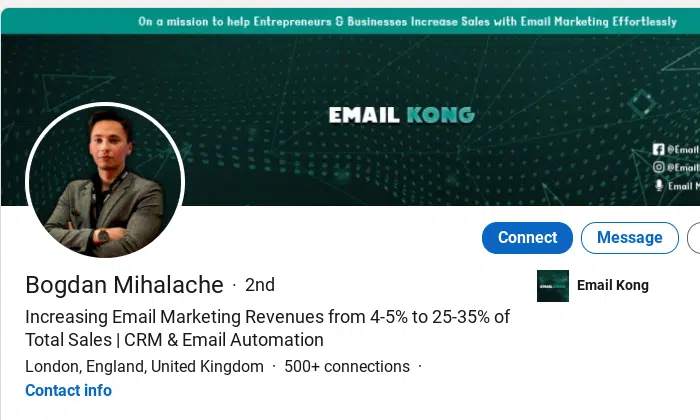 On a mission to help Entrepreneurs & Businesses Increase Sales with Email Marketing Effortlessly
EMAIL KONG
@Email
@Email
Email M
Connect
Message
Bogdan Mihalache · 2nd
EMAIL KONG
Email Kong
Increasing Email Marketing Revenues from 4-5% to 25-35% of
Total Sales | CRM & Email Automation
London, England, United Kingdom · 500+ connections ·
Contact info